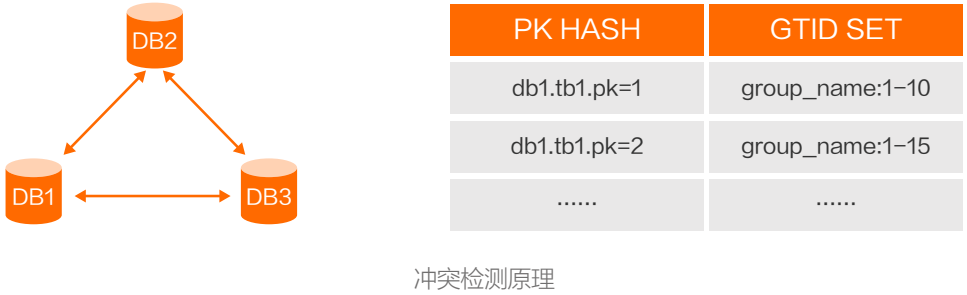 DB2
DB1
DB3
PK HASH GTID SET
db1.tb1.pk=1 group_name:1-10
db1.tb1.pk=2 group_name:1-15
...... ......
冲突检测原理